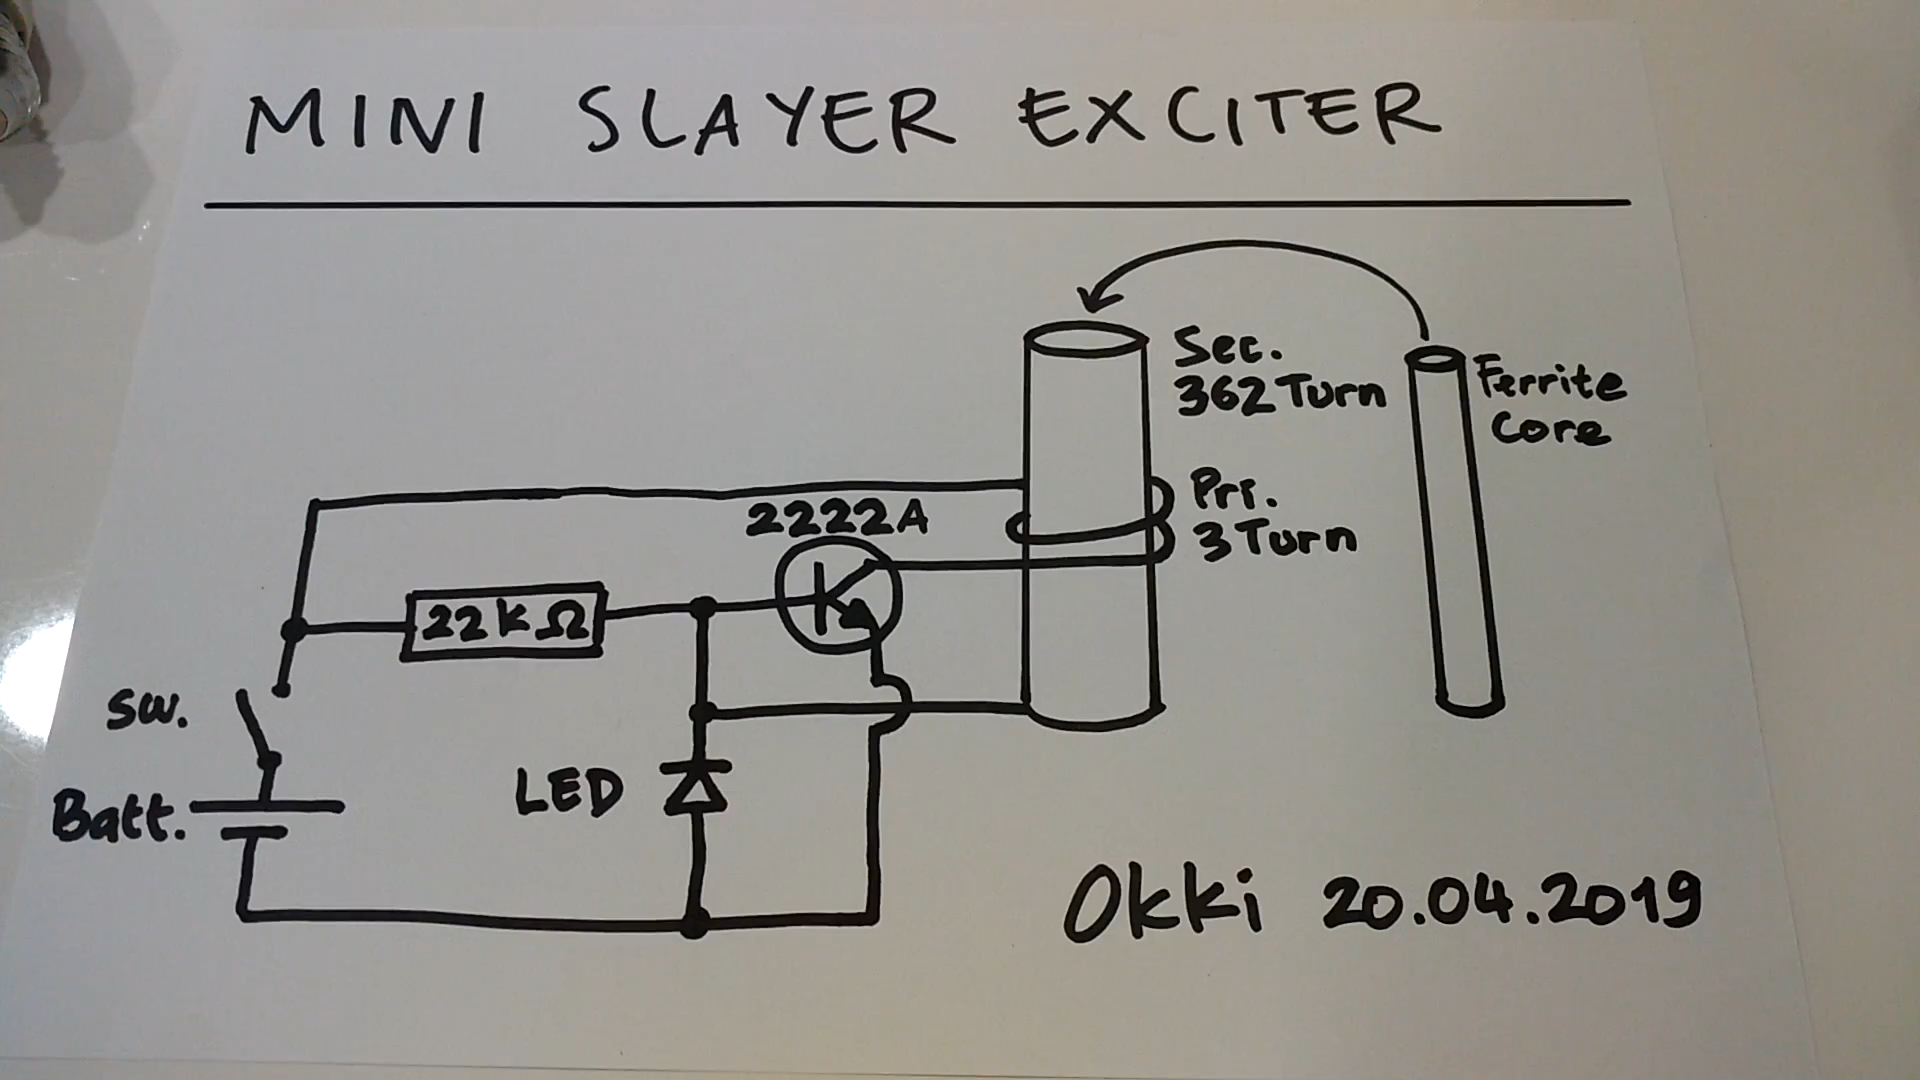 MINI SLAYER EXCITER
Sec.
362 Turn
Ferrite
Core
Pri.
3 Turn
2222A
22kΩ
SW.
LED
Batt.
Okki 20.04.2019